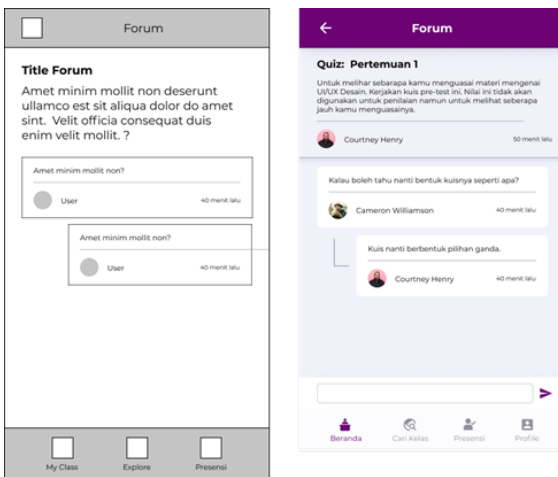 Forum
Title Forum
Amet minim mollit non deserunt
ullamco est sit aliqua dolor do amet
sint. Velit officia consequat duis
enim velit mollit. ?
Amet minim mollit non?
User
40 menit lalu
Amet minim mollit non?
User
40 menit lalu
My Class
Explore
Presensi
Forum
Quiz: Pertemuan 1
Untuk melihar sebarapa kamu menguasai materi mengenai
UI/UX Desain. Kerjakan kuis pre-test ini. Nilai ini tidak akan
digunakan untuk penilaian namun untuk melihat seberapa
jauh kamu menguasainya.
Courtney Henry
50 menit lalu
Kalau boleh tahu nanti bentuk kuisnya seperti apa?
Cameron Williamson
40 menit lalu
Kuis nanti berbentuk pilihan ganda.
Courtney Henry
40 menit lalu
Beranda
Cari Kelas
Presensi
Profile